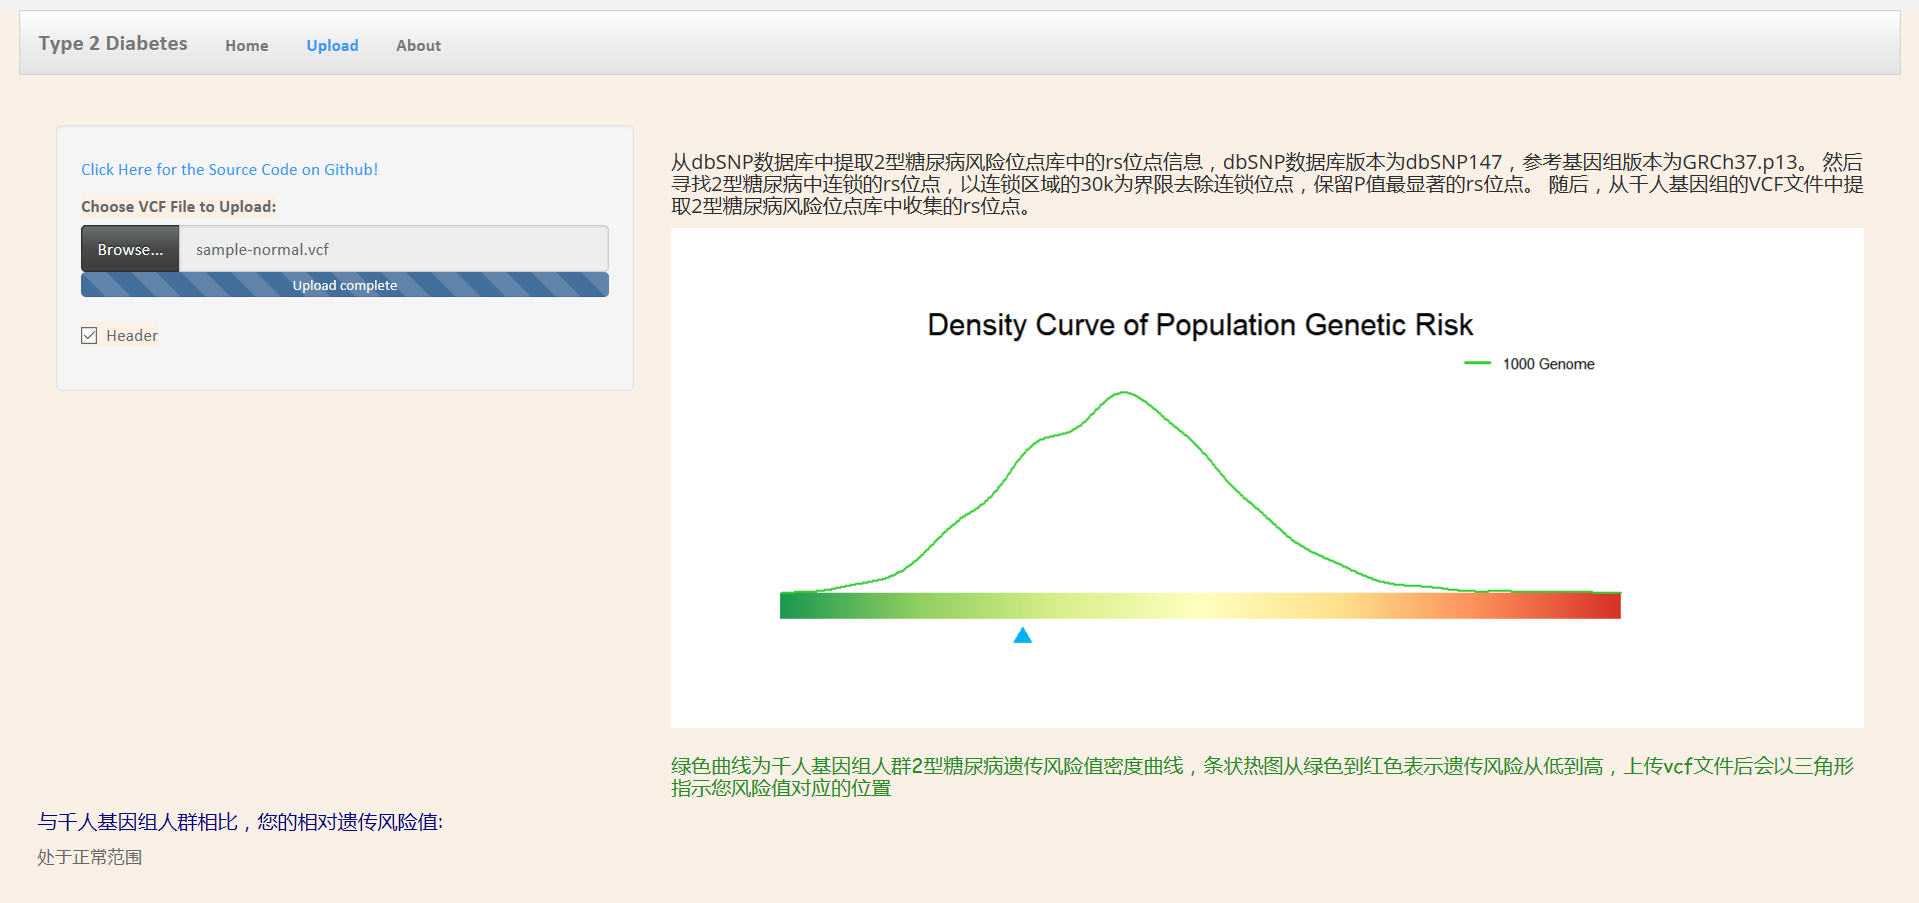 Type 2 Diabetes Home Upload About
Click Here for the Source Code on Github!
Choose VCF File to Upload:
Browse... sample-normal.vcf
Upload complete
Header
从dbSNP数据库中提取2型糖尿病风险位点库中的rs位点信息，dbSNP数据库版本为dbSNP147，参考基因组版本为GRCh37.p13。 然后
寻找2型糖尿病中连锁的rs位点，以连锁区域的30k为界限去除连锁位点，保留P值最显著的rs位点。 随后，从千人基因组的VCF文件中提
取2型糖尿病风险位点库中收集的rs位点。
Density Curve of Population Genetic Risk
1000 Genome
绿色曲线为千人基因组人群2型糖尿病遗传风险值密度曲线，条状热图从绿色到红色表示遗传风险从低到高，上传vcf文件后会以三角形
指示您风险值对应的位置
与千人基因组人群相比，您的相对遗传风险值:
处于正常范围